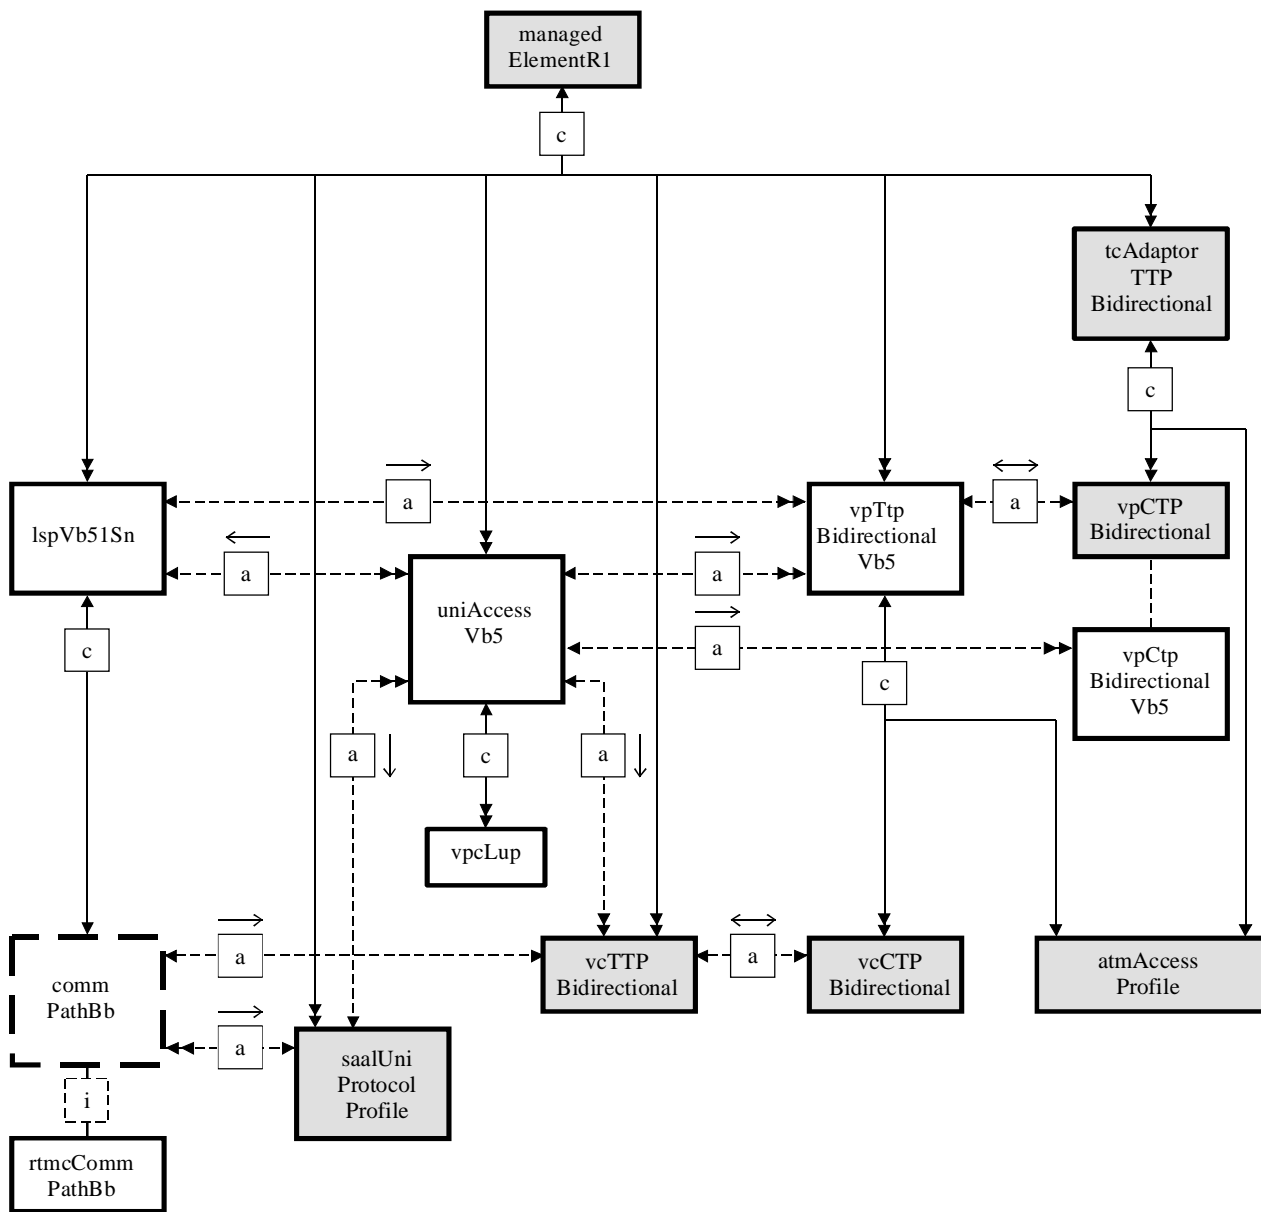 managed
ElementR1
c
tcAdaptor
TTP
Bidirectional
c
lspVb51Sn
a
vpTtp
Bidirectional
Vb5
a
vpCTP
Bidirectional
a
uniAccess
Vb5
a
a
vpCtp
Bidirectional
Vb5
c
c
a
c
a
vpcLup
comm
PathBb
a
vcTTP
Bidirectional
a
vcCTP
Bidirectional
atmAccess
Profile
a
saalUni
Protocol
Profile
i
rtmcComm
PathBb